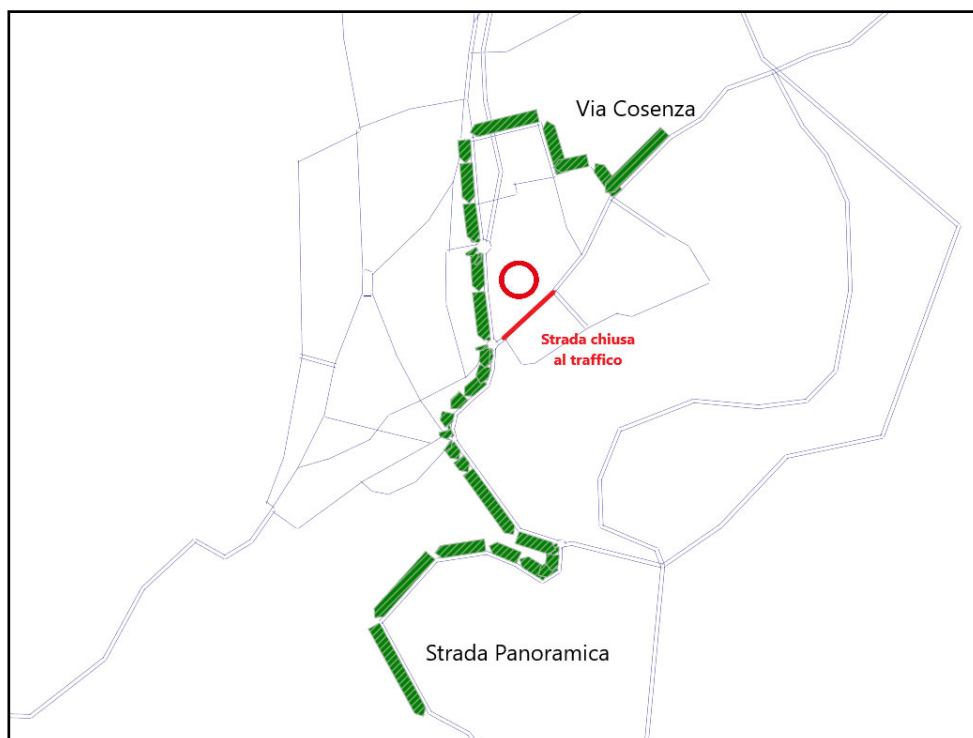 Via Cosenza
Strada chiusa
al traffico
Strada Panoramica